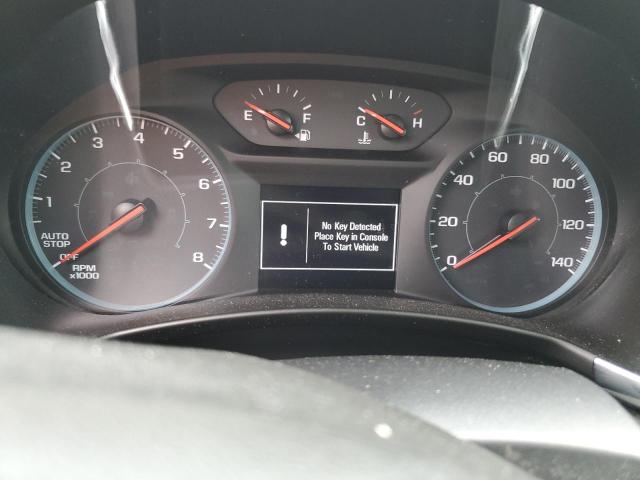 E F
C H
1 2 3 4 5 6 7 8
AUTO
STOP
OFF
RPM
x1000
No Key Detected
Place Key in Console
To Start Vehicle
!
0 20 40 60 80 100 120 140